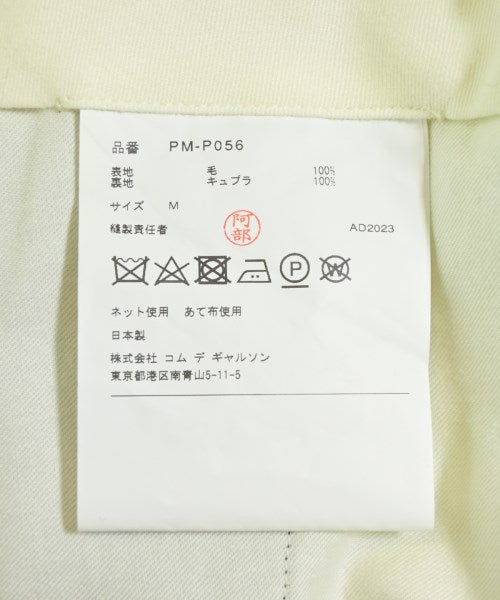 品番 PM-P056
表地 毛 100%
裏地 キュプラ 100%
サイズ M
縫製責任者 阿部 AD2023
P W
ネット使用 あて布使用
日本製
株式会社 コム デ ギャルソン
東京都港区南青山5-11-5